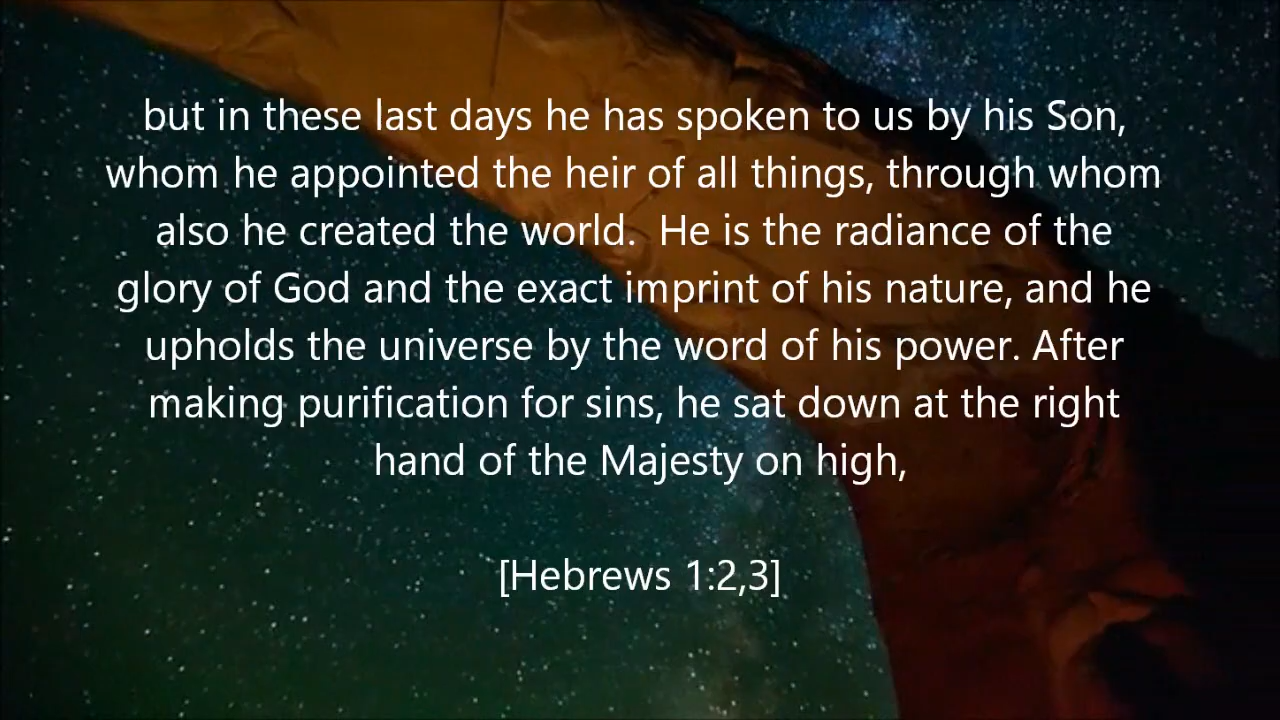 but in these last days he has spoken to us by his Son,
whom he appointed the heir of all things, through whom
also he created the world.  He is the radiance of the
glory of God and the exact imprint of his nature, and he
upholds the universe by the word of his power. After
making purification for sins, he sat down at the right
hand of the Majesty on high,
[Hebrews 1:2,3]